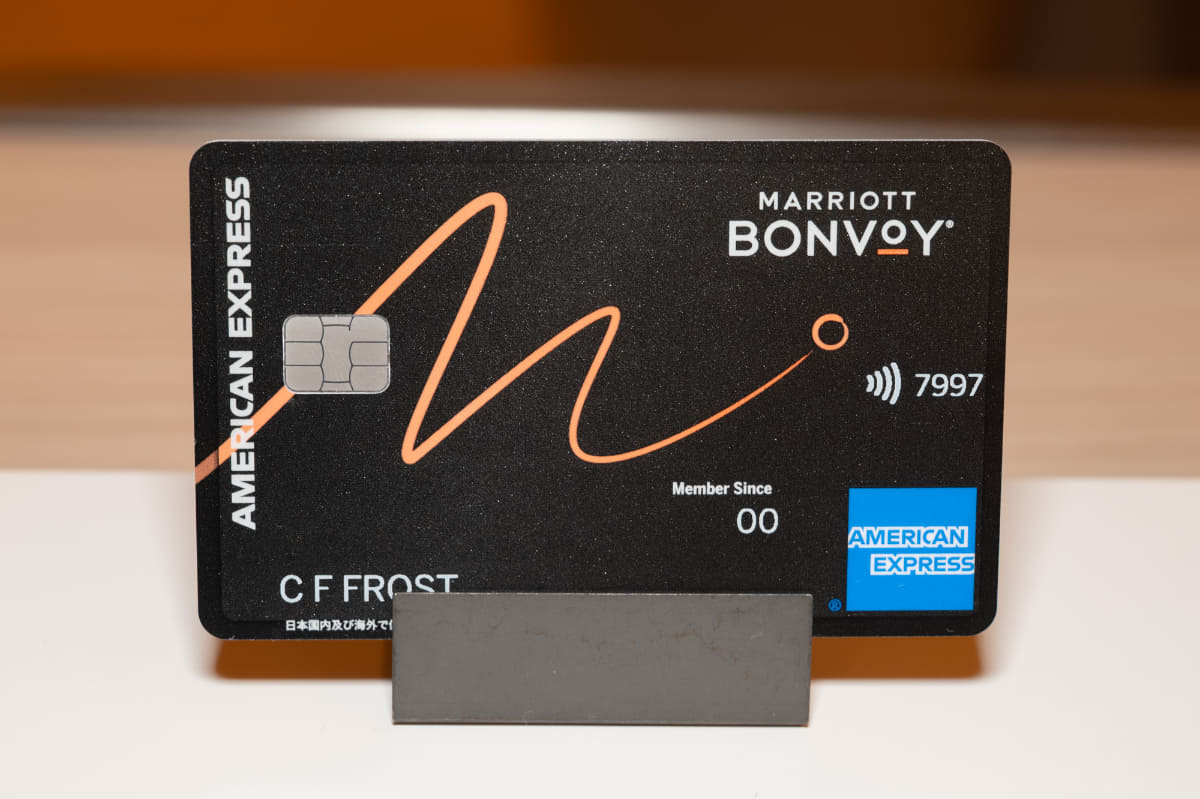 AMERICAN EXPRESS
MARRIOTT
BONVOY®
7997
Member Since
00
AMERICAN
EXPRESS
®
C F FROST
日本国内及び海外で